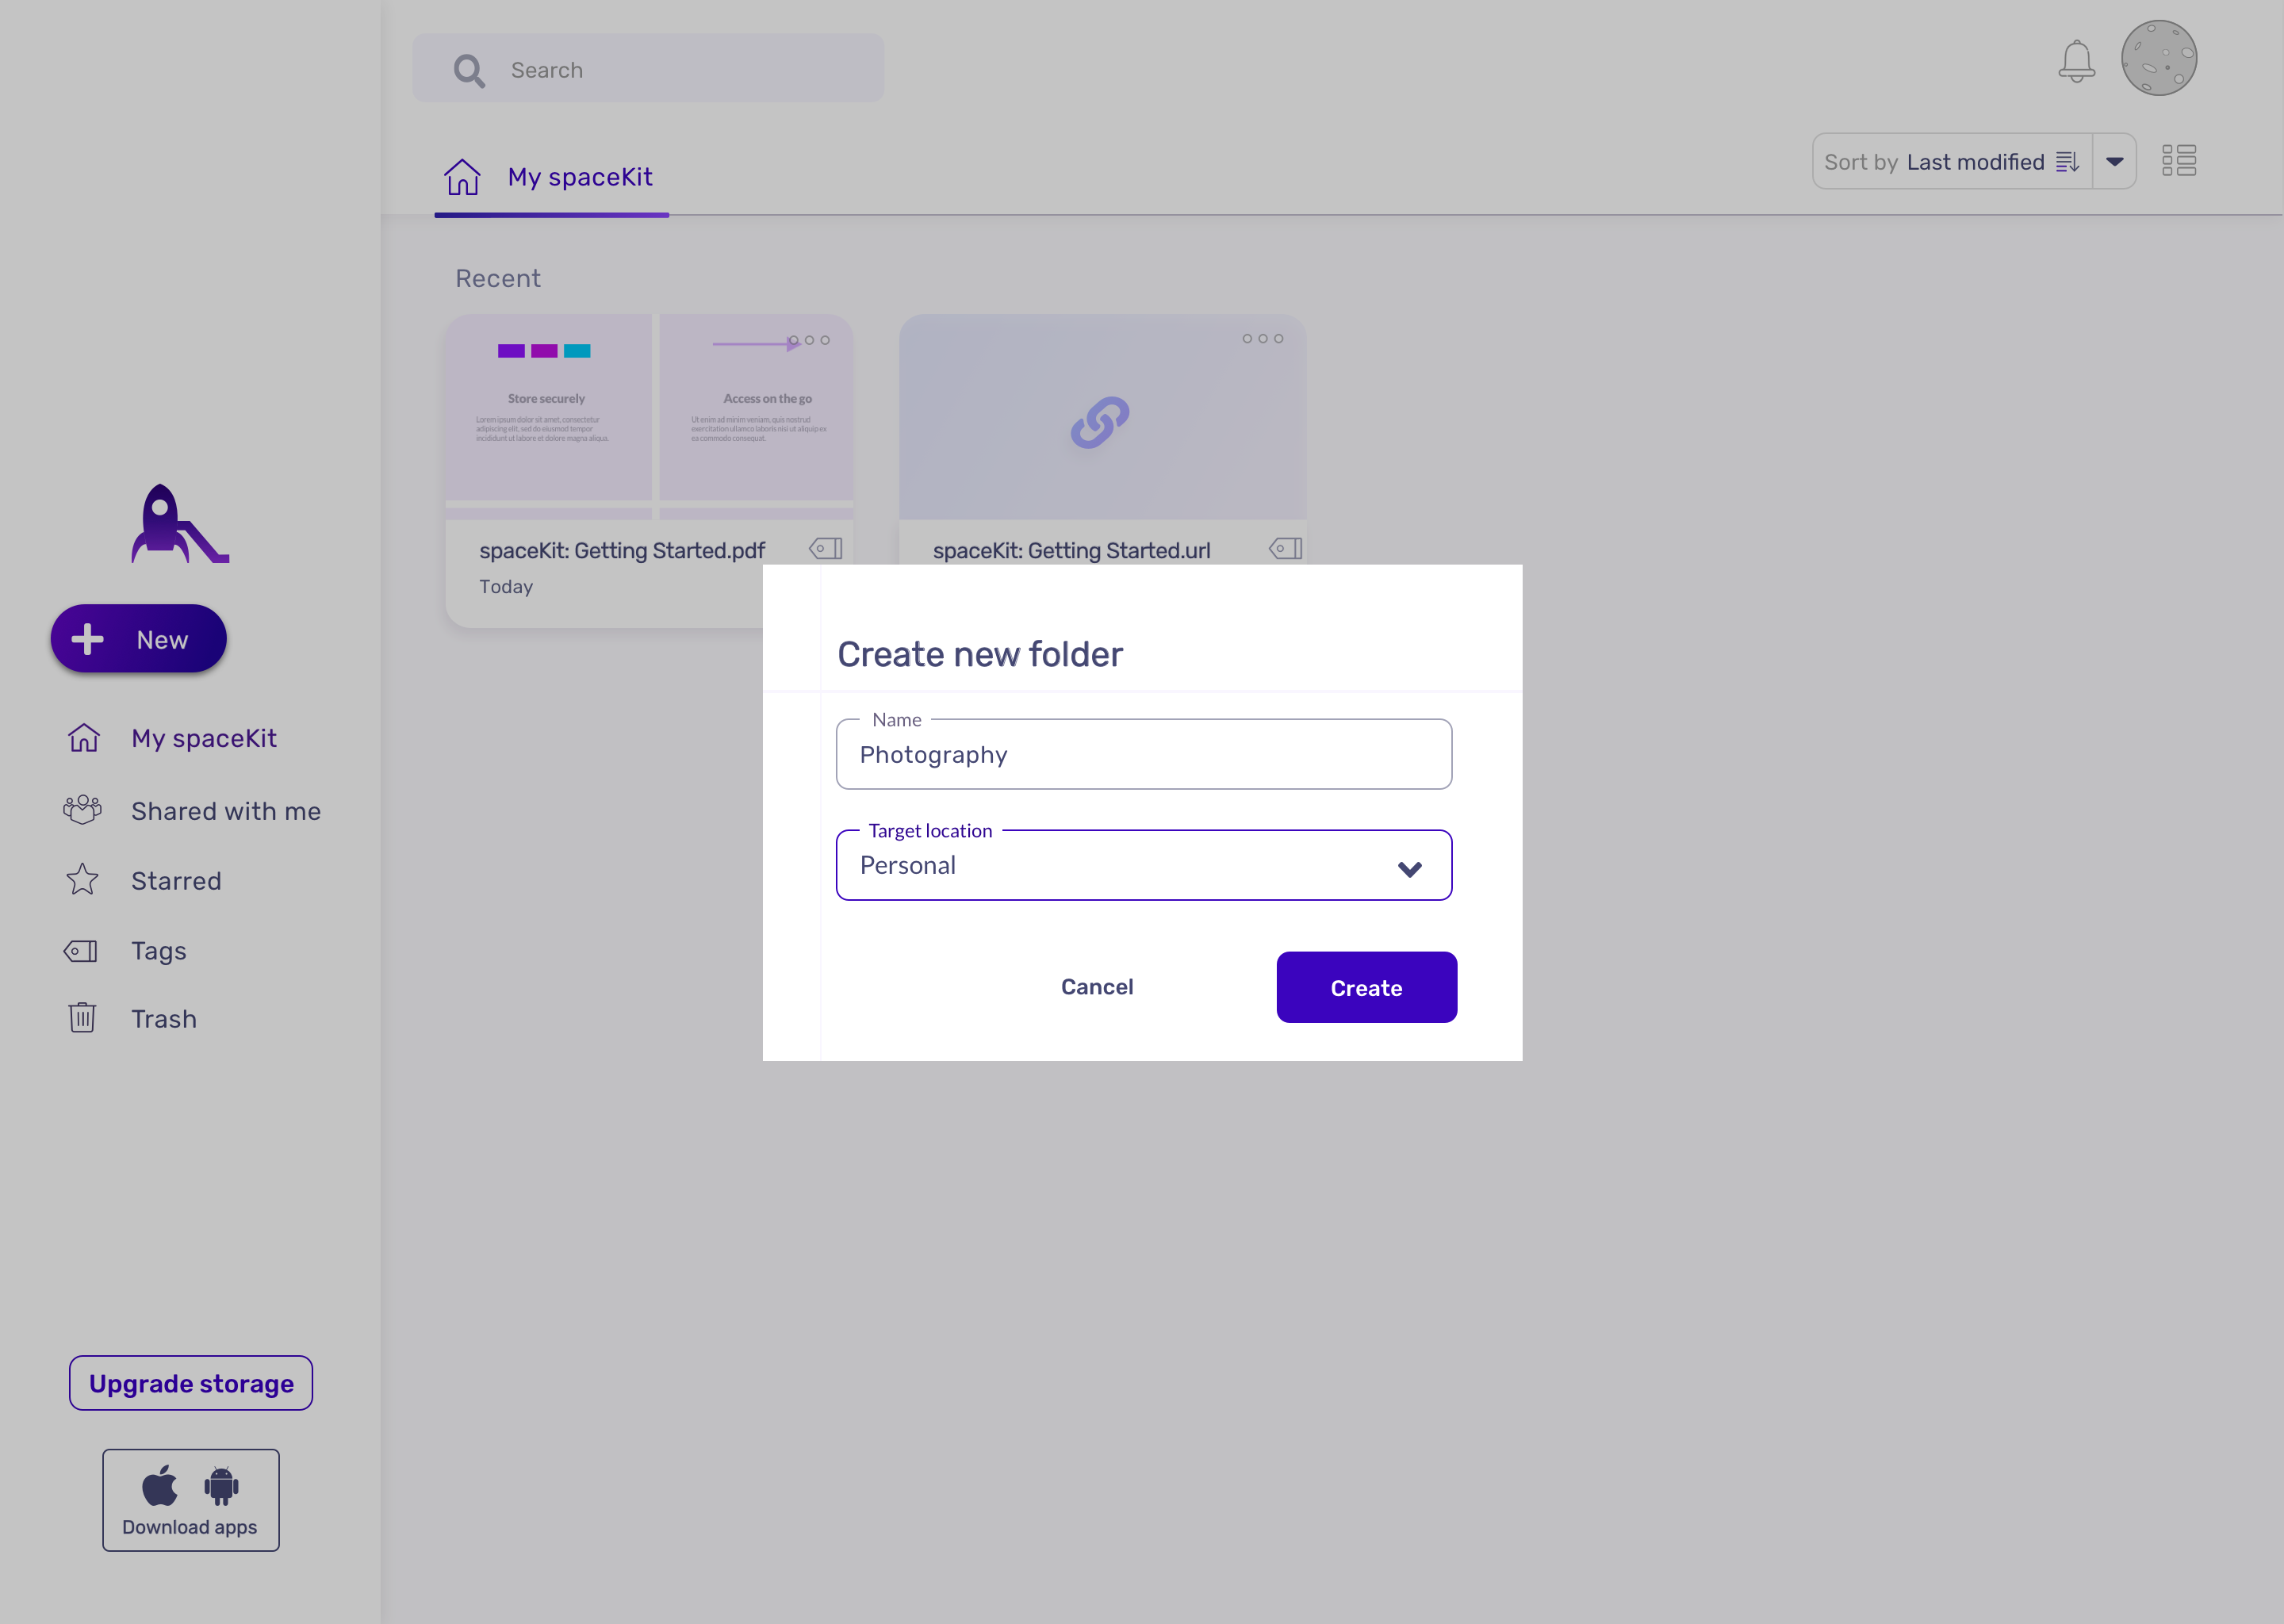 Search
My spaceKit
Sort by Last modified
Recent
Store securely
Lorem ipsum dolor sit amet, consectetur
adipiscing elit, sed do eiusmod tempor
incididunt ut labore et dolore magna aliqua.
Access on the go
Ut enim ad minim veniam, quis nostrud
exercitation ullamco laboris nisi ut aliquip ex
ea commodo consequat.
spaceKit: Getting Started.pdf
Today
spaceKit: Getting Started.url
New
My spaceKit
Shared with me
Starred
Tags
Trash
Upgrade storage
Download apps
Create new folder
Name
Photography
Target location
Personal
Cancel
Create